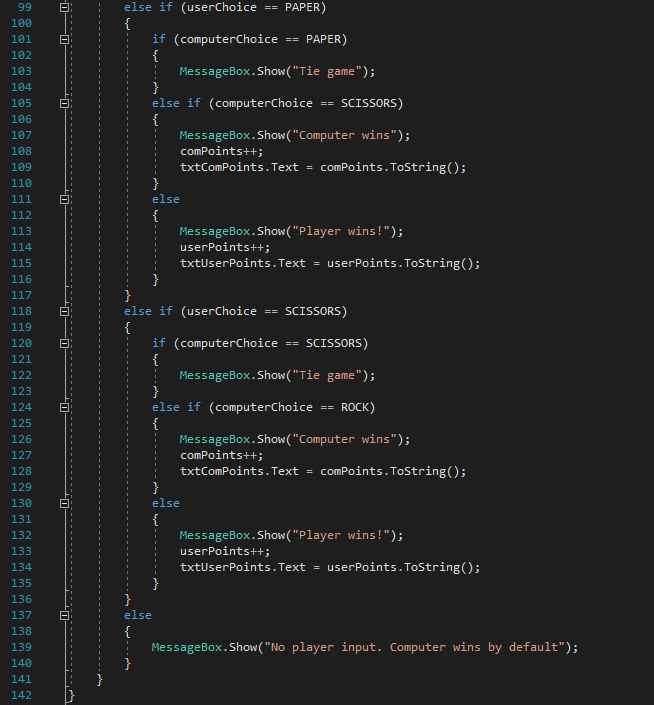 99 else if (userChoice == PAPER)
100 {
101 if (computerChoice == PAPER)
102 {
103 MessageBox.Show("Tie game");
104 }
105 else if (computerChoice == SCISSORS)
106 {
107 MessageBox.Show("Computer wins");
108 comPoints++;
109 txtComPoints.Text = comPoints.ToString();
110 }
111 else
112 {
113 MessageBox.Show("Player wins!");
114 userPoints++;
115 txtUserPoints.Text = userPoints.ToString();
116 }
117 }
118 else if (userChoice == SCISSORS)
119 {
120 if (computerChoice == SCISSORS)
121 {
122 MessageBox.Show("Tie game");
123 }
124 else if (computerChoice == ROCK)
125 {
126 MessageBox.Show("Computer wins");
127 comPoints++;
128 txtComPoints.Text = comPoints.ToString();
129 }
130 else
131 {
132 MessageBox.Show("Player wins!");
133 userPoints++;
134 txtUserPoints.Text = userPoints.ToString();
135 }
136 }
137 else
138 {
139 MessageBox.Show("No player input. Computer wins by default");
140 }
141 }
142 }